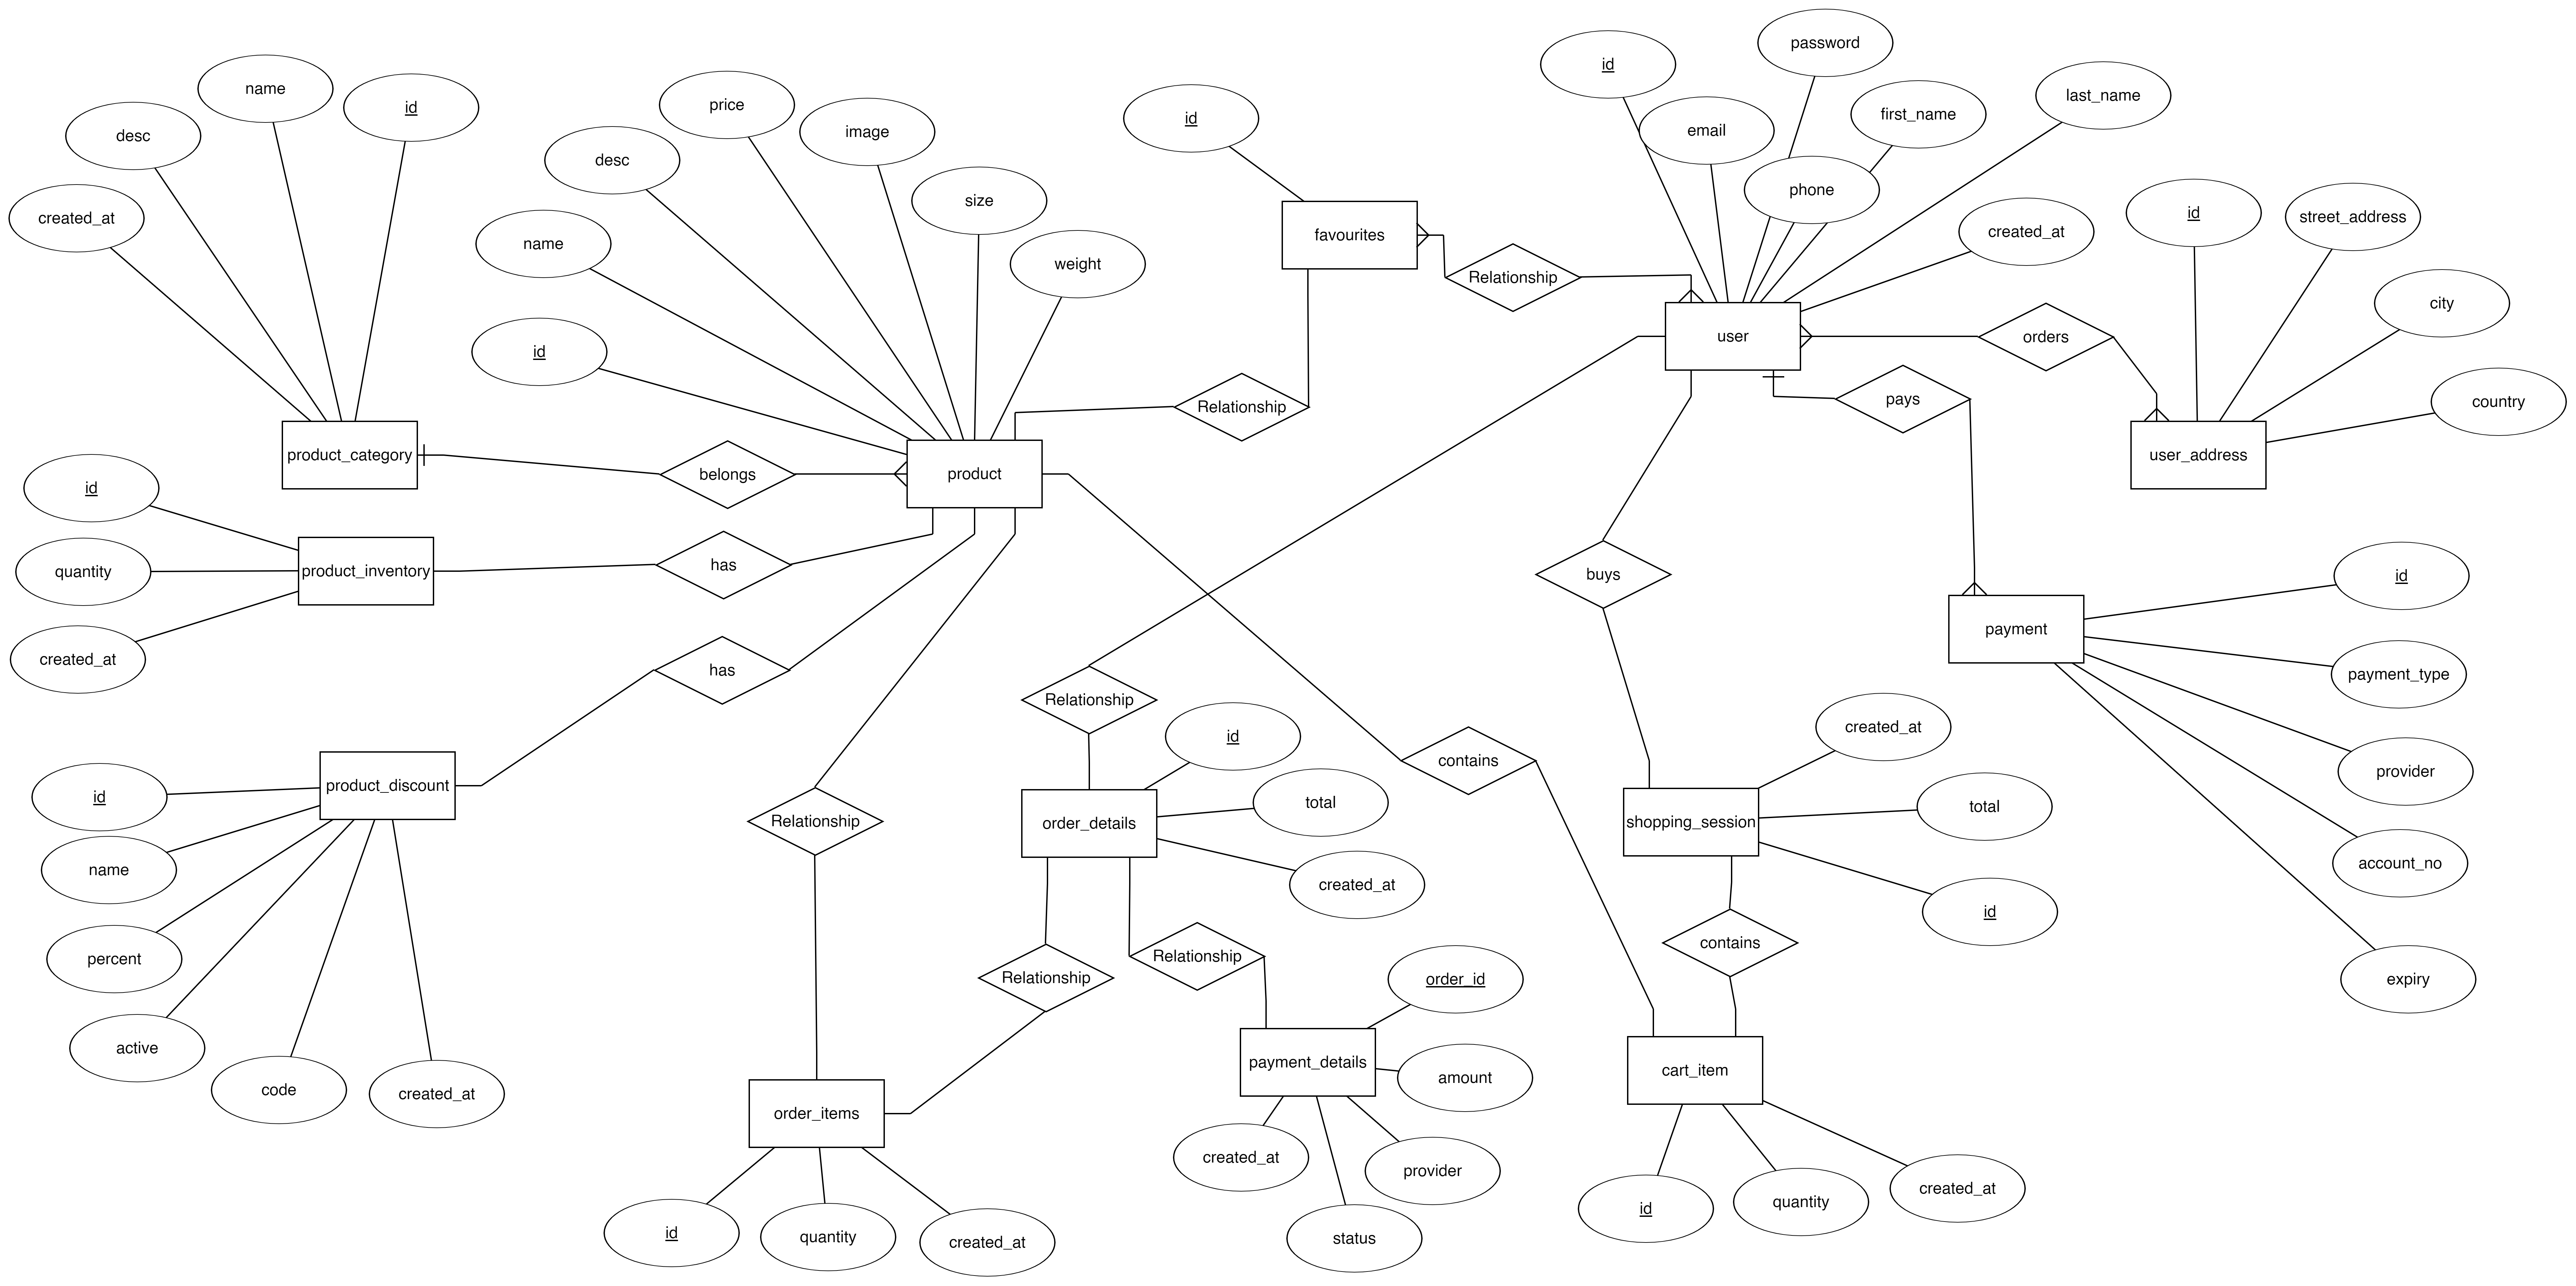 password
id
last_name
name
price
id
desc
image
id
email
first_name
desc
size
phone
created_at
name
weight
favourites
Relationship
created_at
id
street_address
city
id
Relationship
user
orders
country
product_category
belongs
product
pays
user_address
id
quantity
product_inventory
has
buys
id
created_at
has
payment
payment_type
Relationship
id
created_at
provider
product_discount
contains
id
total
total
name
Relationship
order_details
shopping_session
account_no
created_at
id
percent
Relationship
Relationship
contains
order_id
expiry
active
payment_details
amount
cart_item
code
created_at
order_items
created_at
provider
id
quantity
created_at
id
quantity
created_at
status